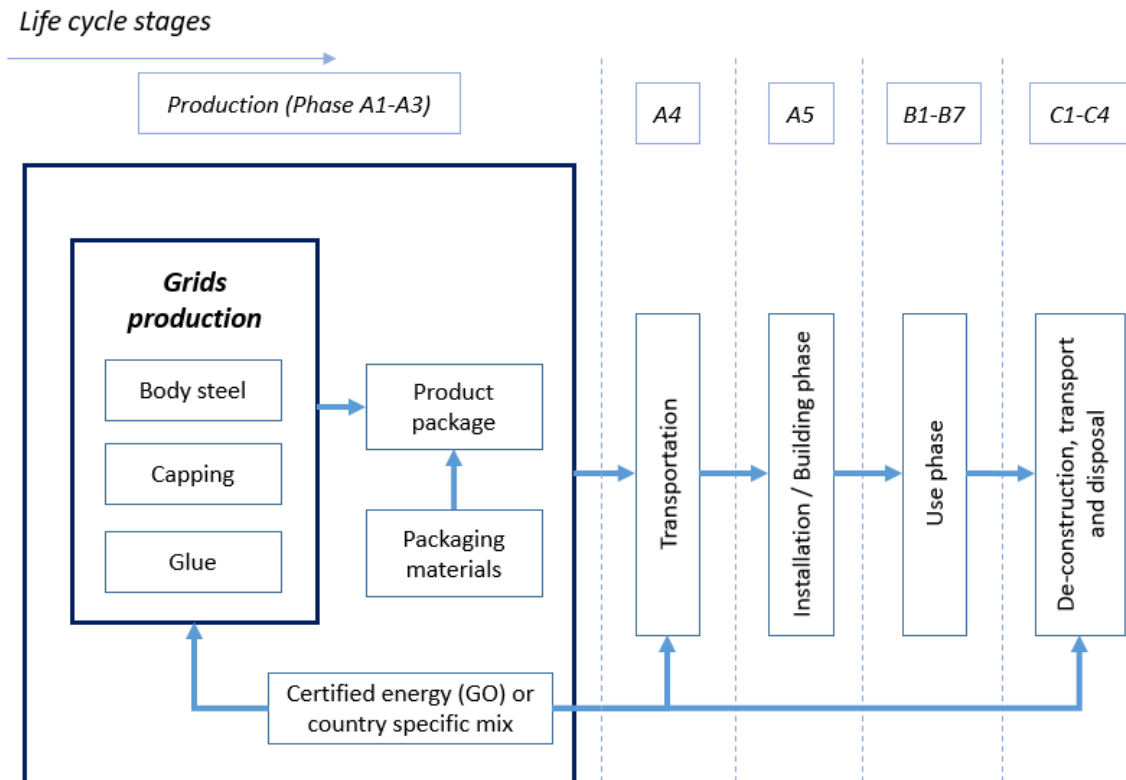 Life cycle stages
Production (Phase A1-A3)
A4
A5
B1-B7
C1-C4
Grids
production
Body steel
Capping
Glue
Product
package
Packaging
materials
Certified energy (GO) or
country specific mix
Transportation
Installation / Building phase
Use phase
De-construction, transport
and disposal